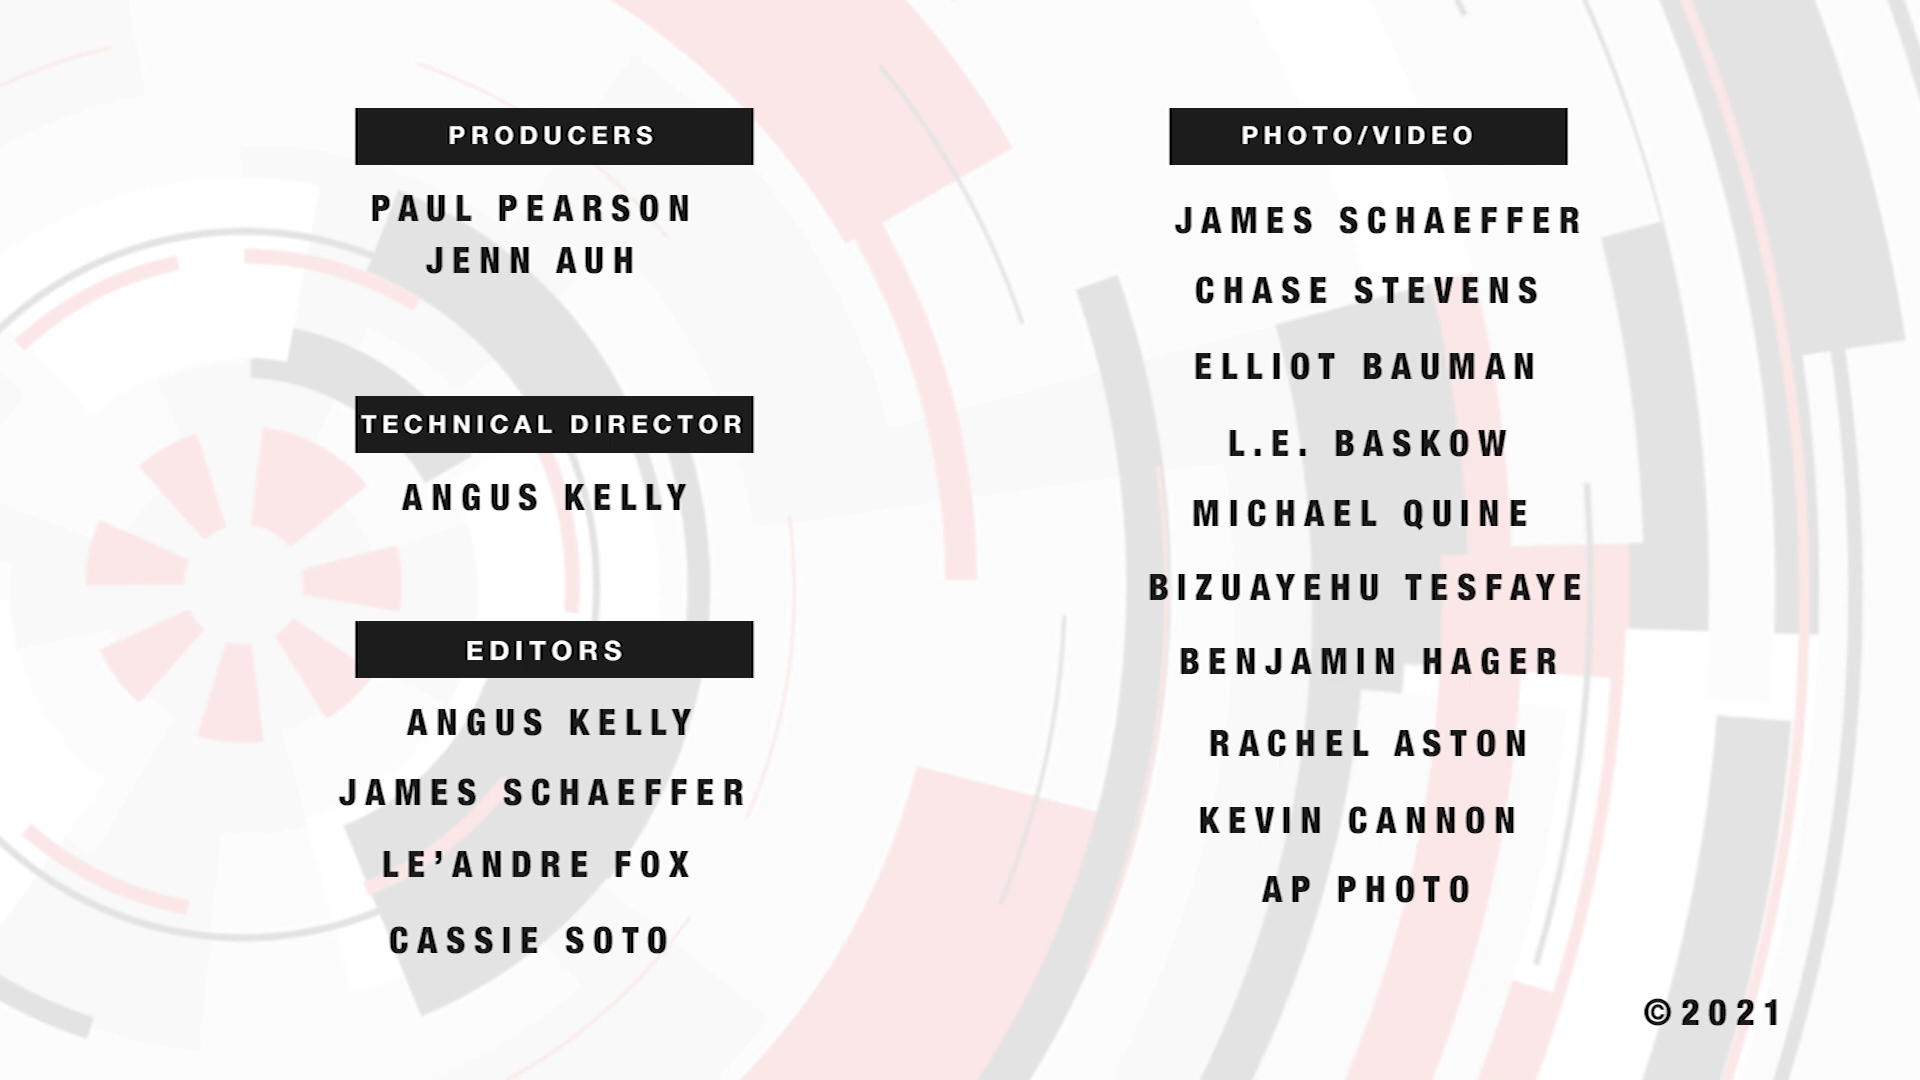 PRODUCERS
PAUL PEARSON
JENN AUH
TECHNICAL DIRECTOR
ANGUS KELLY
EDITORS
ANGUS KELLY
JAMES SCHAEFFER
LE’ANDRE FOX
CASSIE SOTO
PHOTO/VIDEO
JAMES SCHAEFFER
CHASE STEVENS
ELLIOT BAUMAN
L.E. BASKOW
MICHAEL QUINE
BIZUAYEHU TESFAYE
BENJAMIN HAGER
RACHEL ASTON
KEVIN CANNON
AP PHOTO
©2021